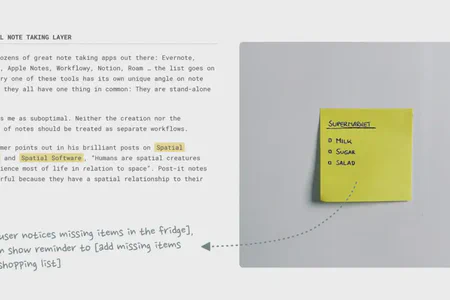 L NOTE TAKING LAYER
ozens of great note taking apps out there: Evernote,
, Apple Notes, Workflowy, Notion, Roam … the list goes on
ry one of these tools has its own unique angle on note
they all have one thing in common: They are stand-alone
s me as suboptimal. Neither the creation nor the
of notes should be treated as separate workflows.
mer points out in his brilliant posts on Spatial
and Spatial Software, "Humans are spatial creatures
ience most of life in relation to space". Post-it notes
rful because they have a spatial relationship to their
user notices missing items in the fridge],
n show reminder to [add missing items
shopping list]
SUPERMARKET
MILK
SUGAR
SALAD